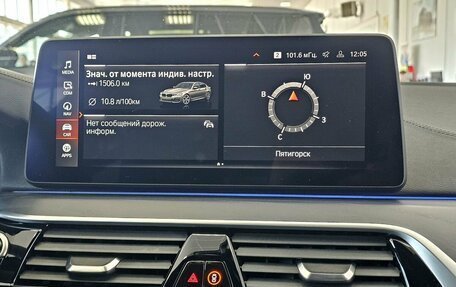 2 101.6 мГц. 12:05
MEDIA
COM
NAV
CAR
APPS
Знач. от момента индив. настр.
1506.0 км
10.8 л/100км
Нет сообщений дорож.
информ.
Ю
В
З
С
Пятигорск